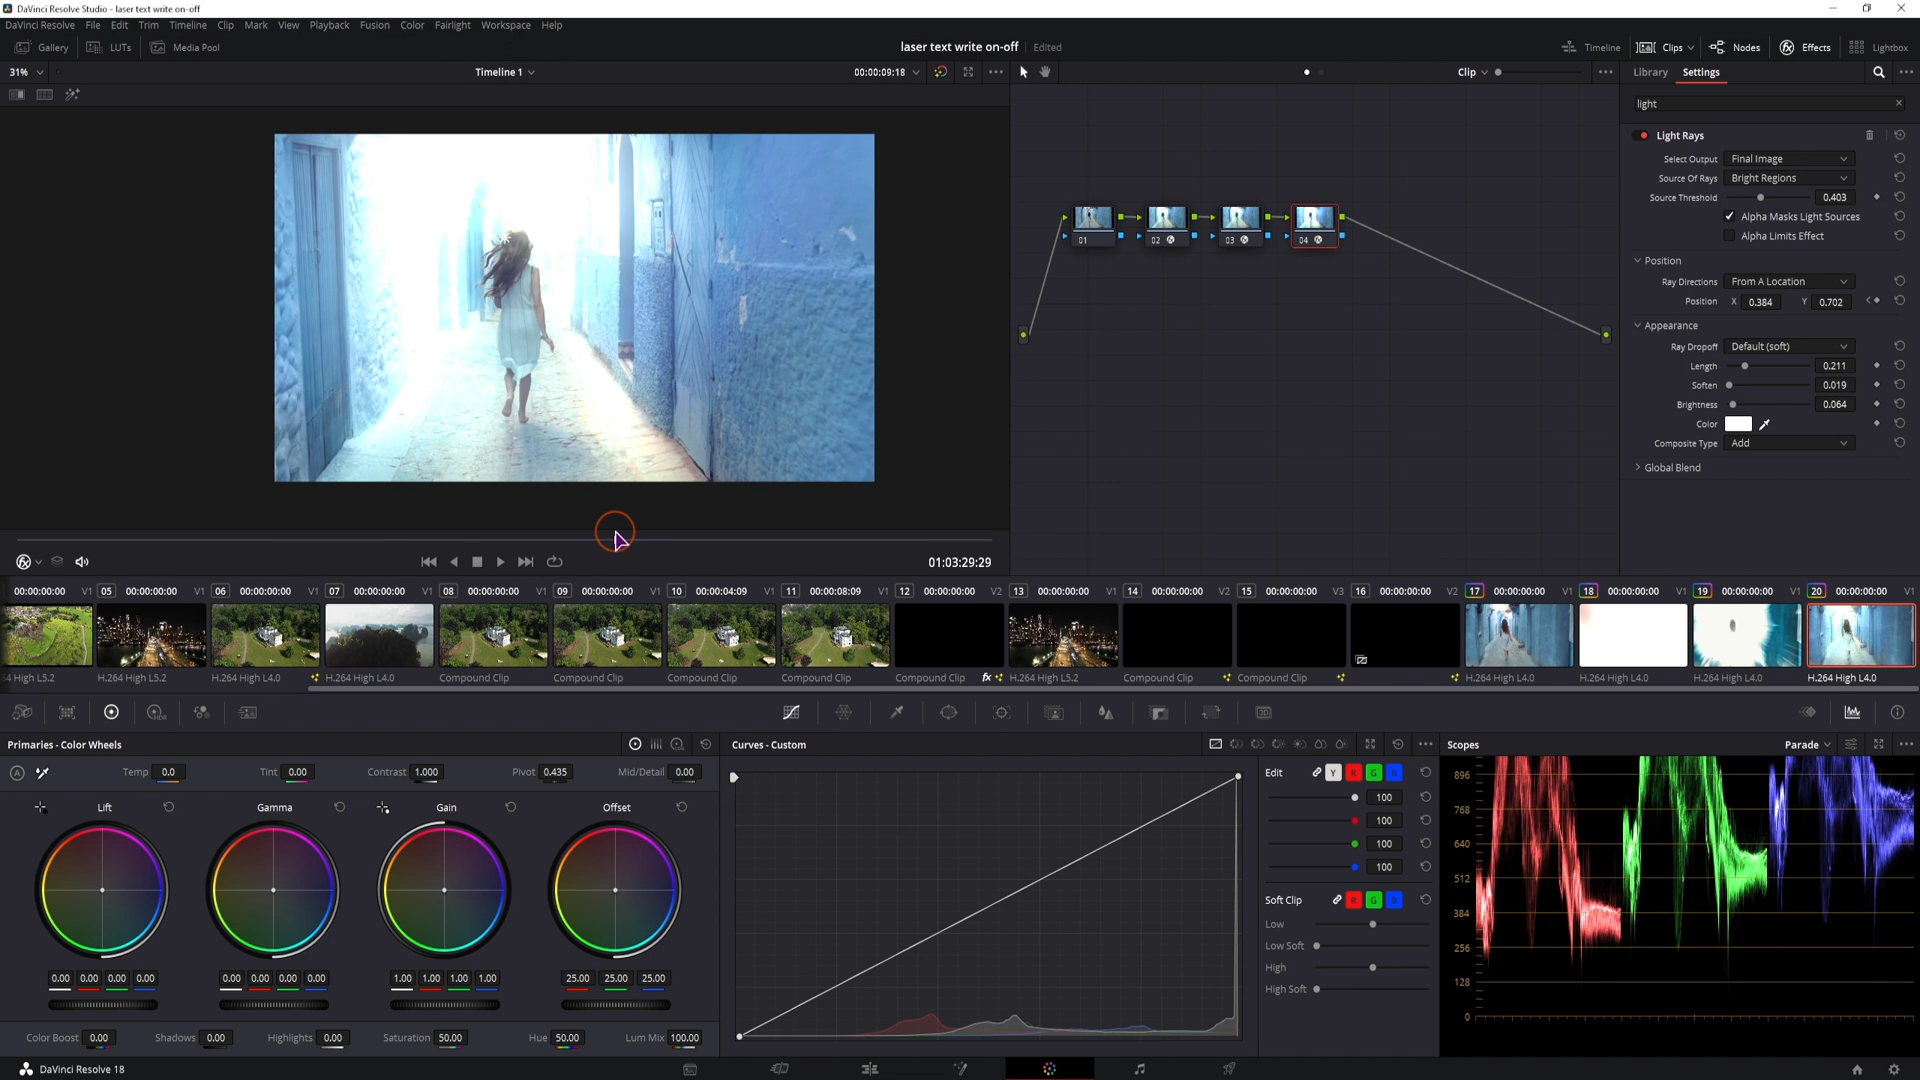 DaVinci Resolve Studio - laser text write on-off
DaVinci Resolve File Edit Trim Timeline Clip Mark View Playback Fusion Color Fairlight Workspace Help
Gallery LUTs Media Pool laser text write on-off Edited Timeline Clips Nodes Effects Lightbox
31% Timeline 1 00:00:09:18 Clip Library Settings
light
Light Rays
Select Output Final Image
Source Of Rays Bright Regions
Source Threshold 0.403
Alpha Masks Light Sources
Alpha Limits Effect
Position
Ray Directions From A Location
Position X 0.384 Y 0.702
Appearance
Ray Dropoff Default (soft)
Length 0.211
Soften 0.019
Brightness 0.064
Color
Composite Type Add
Global Blend
01 02 03 04
01:03:29:29
00:00:00:00 V1 05 00:00:00:00 V1 06 00:00:00:00 V1 07 00:00:00:00 V1 08 00:00:00:00 V1 09 00:00:00:00 V1 10 00:00:04:09 V1 11 00:00:08:09 V1 12 00:00:00:00 V2 13 00:00:00:00 V1 14 00:00:00:00 V2 15 00:00:00:00 V3 16 00:00:00:00 V2 17 00:00:00:00 V1 18 00:00:00:00 V1 19 00:00:00:00 V1 20 00:00:00:00 V1
64 High L5.2 H.264 High L5.2 H.264 High L4.0 H.264 High L4.0 Compound Clip Compound Clip Compound Clip Compound Clip Compound Clip fx H.264 High L5.2 Compound Clip Compound Clip H.264 High L4.0 H.264 High L4.0 H.264 High L4.0 H.264 High L4.0
Primaries - Color Wheels Curves - Custom Scopes Parade
Temp 0.0 Tint 0.00 Contrast 1.000 Pivot 0.435 Mid/Detail 0.00
Lift Gamma Gain Offset
0.00 0.00 0.00 0.00 0.00 0.00 0.00 0.00 1.00 1.00 1.00 1.00 25.00 25.00 25.00
Color Boost 0.00 Shadows 0.00 Highlights 0.00 Saturation 50.00 Hue 50.00 Lum Mix 100.00
Edit Y R G B
100
100
100
100
Soft Clip R G B
Low
Low Soft
High
High Soft
896
768
640
512
384
256
128
0
DaVinci Resolve 18